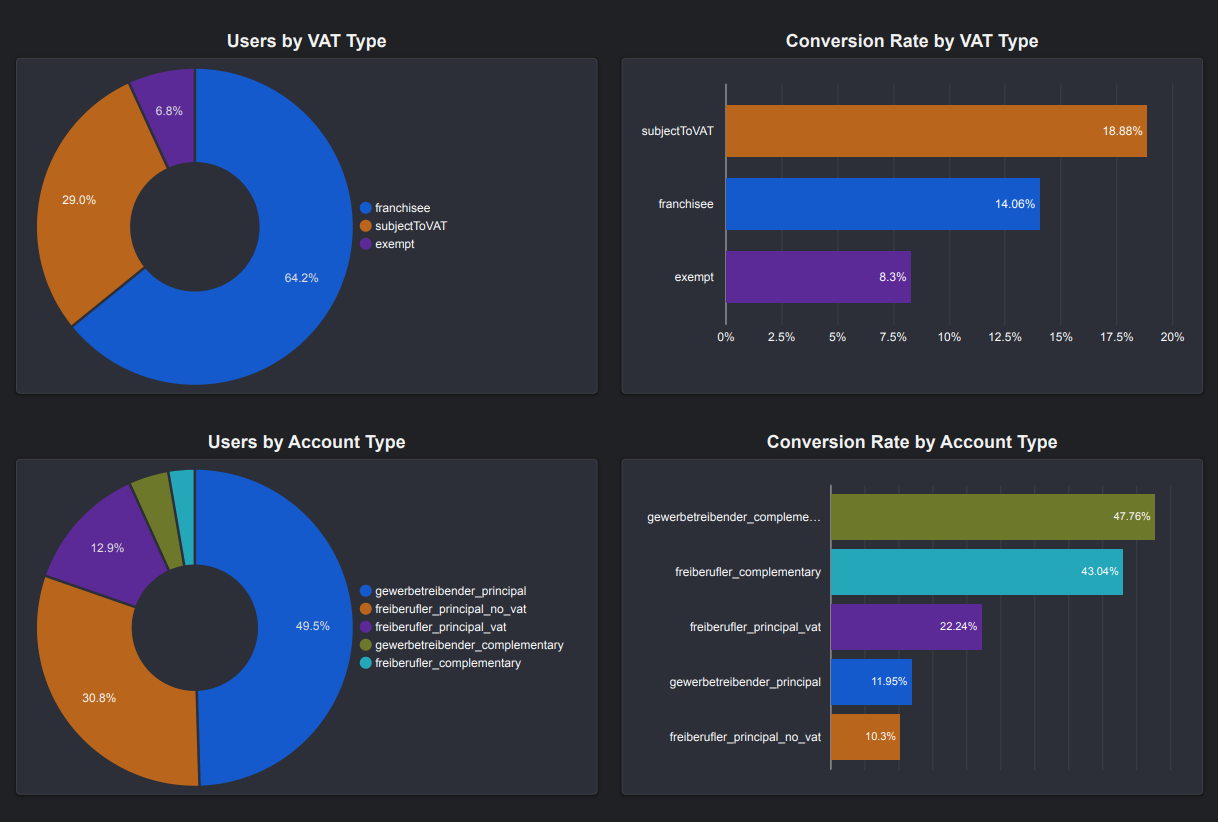 Users by VAT Type
6.8%
29.0%
64.2%
franchisee
subjectToVAT
exempt
Conversion Rate by VAT Type
subjectToVAT
18.88%
franchisee
14.06%
exempt
8.3%
0% 2.5% 5% 7.5% 10% 12.5% 15% 17.5% 20%
Users by Account Type
12.9%
49.5%
30.8%
gewerbetreibender_principal
freiberufler_principal_no_vat
freiberufler_principal_vat
gewerbetreibender_complementary
freiberufler_complementary
Conversion Rate by Account Type
gewerbetreibender_compleme…
47.76%
freiberufler_complementary
43.04%
freiberufler_principal_vat
22.24%
gewerbetreibender_principal
11.95%
freiberufler_principal_no_vat
10.3%